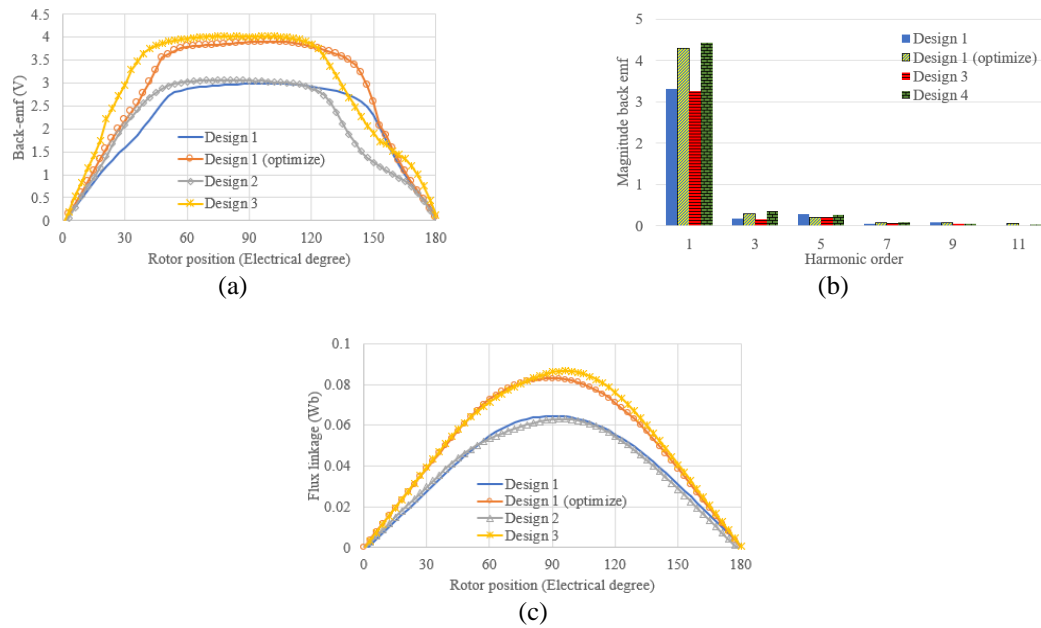 4.5
4
3.5
3
2.5
2
1.5
1
0.5
0
Back-emf (V)
Design 1
Design 1 (optimize)
Design 2
Design 3
0 30 60 90 120 150 180
Rotor position (Electrical degree)
(a)
5
4
3
2
1
0
Magnitude back emf
Design 1
Design 1 (optimize)
Design 3
Design 4
1 3 5 7 9 11
Harmonic order
(b)
0.1
0.08
0.06
0.04
0.02
0
Flux linkage (Wb)
Design 1
Design 1 (optimize)
Design 2
Design 3
0 30 60 90 120 150 180
Rotor position (Electrical degree)
(c)